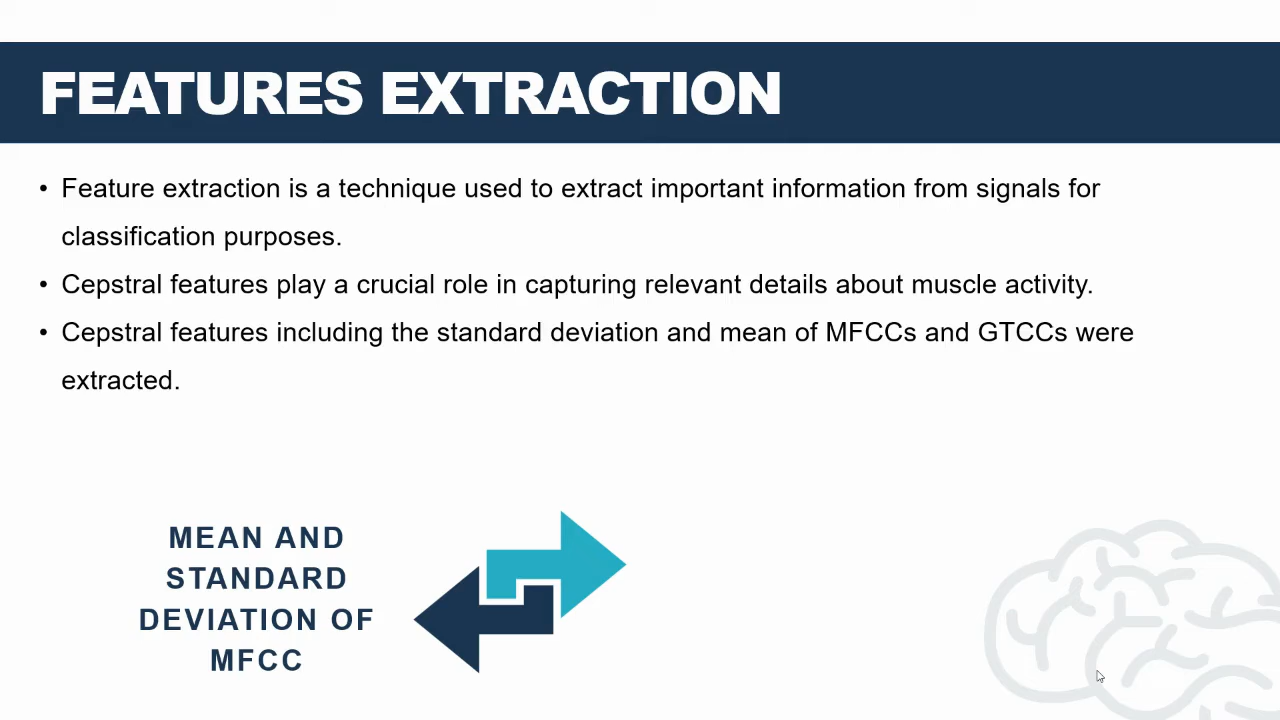 FEATURES EXTRACTION
• Feature extraction is a technique used to extract important information from signals for
classification purposes.
• Cepstral features play a crucial role in capturing relevant details about muscle activity.
• Cepstral features including the standard deviation and mean of MFCCs and GTCCs were
extracted.
MEAN AND
STANDARD
DEVIATION OF
MFCC